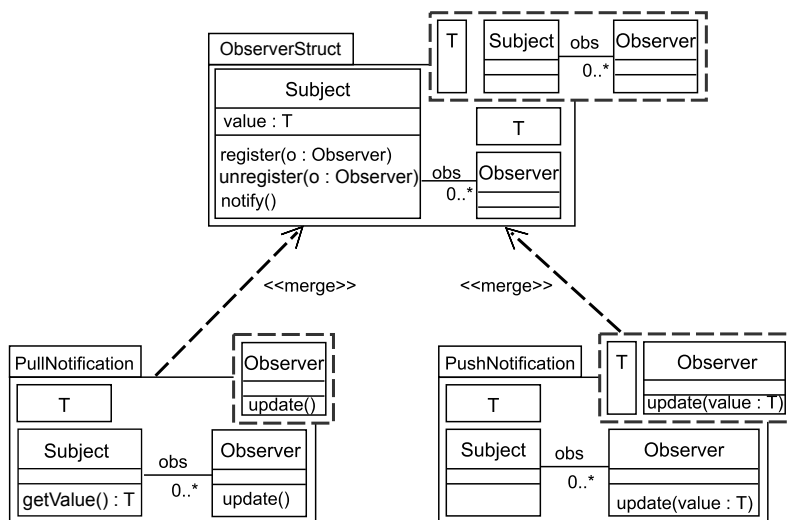 ObserverStruct
T
Subject
obs
0..*
Observer
Subject
value : T
register(o : Observer)
unregister(o : Observer)
notify()
T
obs
0..*
Observer
<<merge>>
<<merge>>
PullNotification
Observer
update()
T
Subject
getValue() : T
obs
0..*
Observer
update()
PushNotification
T
Observer
update(value : T)
T
Subject
obs
0..*
Observer
update(value : T)